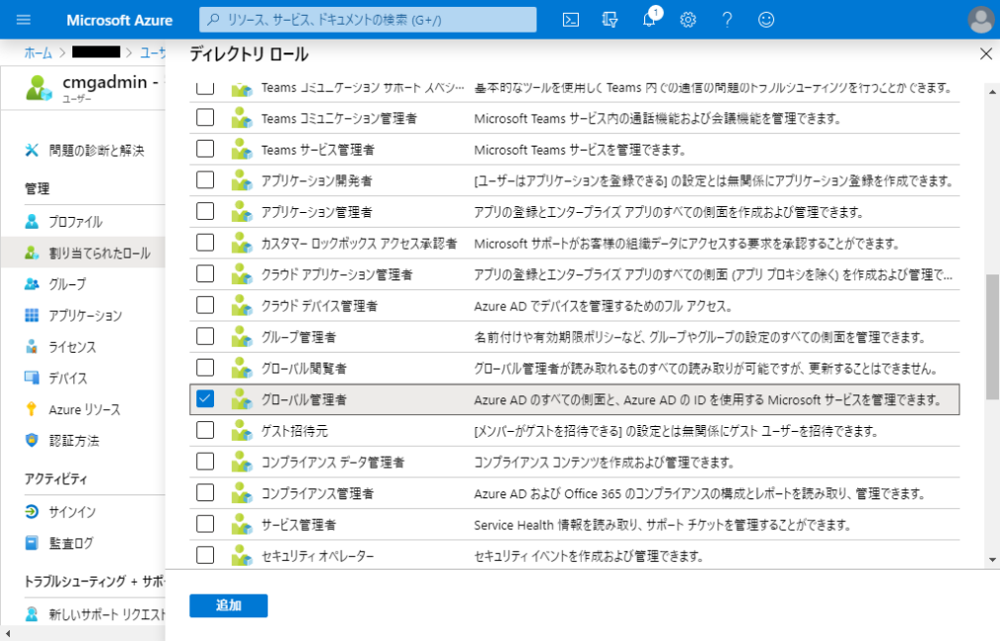 Microsoft Azure
リソース、サービス、ドキュメントの検索 (G+/)
1
ホーム > > ユーザ
cmgadmin -
ユーザー
問題の診断と解決
管理
プロファイル
割り当てられたロール
グループ
アプリケーション
ライセンス
デバイス
Azure リソース
認証方法
アクティビティ
サインイン
監査ログ
トラブルシューティング + サポ
新しいサポート リクエスト
ディレクトリ ロール
Teams コミュニケーション サポート スペシ… 基本的なツールを使用して Teams 内での通信の問題のトラブルシューティングを行うことができます。
Teams コミュニケーション管理者 Microsoft Teams サービス内の通話機能および会議機能を管理できます。
Teams サービス管理者 Microsoft Teams サービスを管理できます。
アプリケーション開発者 [ユーザーはアプリケーションを登録できる] の設定とは無関係にアプリケーション登録を作成できます。
アプリケーション管理者 アプリの登録とエンタープライズ アプリのすべての側面を作成および管理できます。
カスタマー ロックボックス アクセス承認者 Microsoft サポートがお客様の組織データにアクセスする要求を承認することができます。
クラウド アプリケーション管理者 アプリの登録とエンタープライズ アプリのすべての側面 (アプリ プロキシを除く) を作成および管理で…
クラウド デバイス管理者 Azure AD でデバイスを管理するためのフル アクセス。
グループ管理者 名前付けや有効期限ポリシーなど、グループやグループの設定のすべての側面を管理できます。
グローバル閲覧者 グローバル管理者が読み取れるものすべての読み取りが可能ですが、更新することはできません。
グローバル管理者 Azure AD のすべての側面と、Azure AD の ID を使用する Microsoft サービスを管理できます。
ゲスト招待元 [メンバーがゲストを招待できる] の設定とは無関係にゲスト ユーザーを招待できます。
コンプライアンス データ管理者 コンプライアンス コンテンツを作成および管理できます。
コンプライアンス管理者 Azure AD および Office 365 のコンプライアンスの構成とレポートを読み取り、管理できます。
サービス管理者 Service Health 情報を読み取り、サポート チケットを管理することができます。
セキュリティ オペレーター セキュリティ イベントを作成および管理できます。
追加